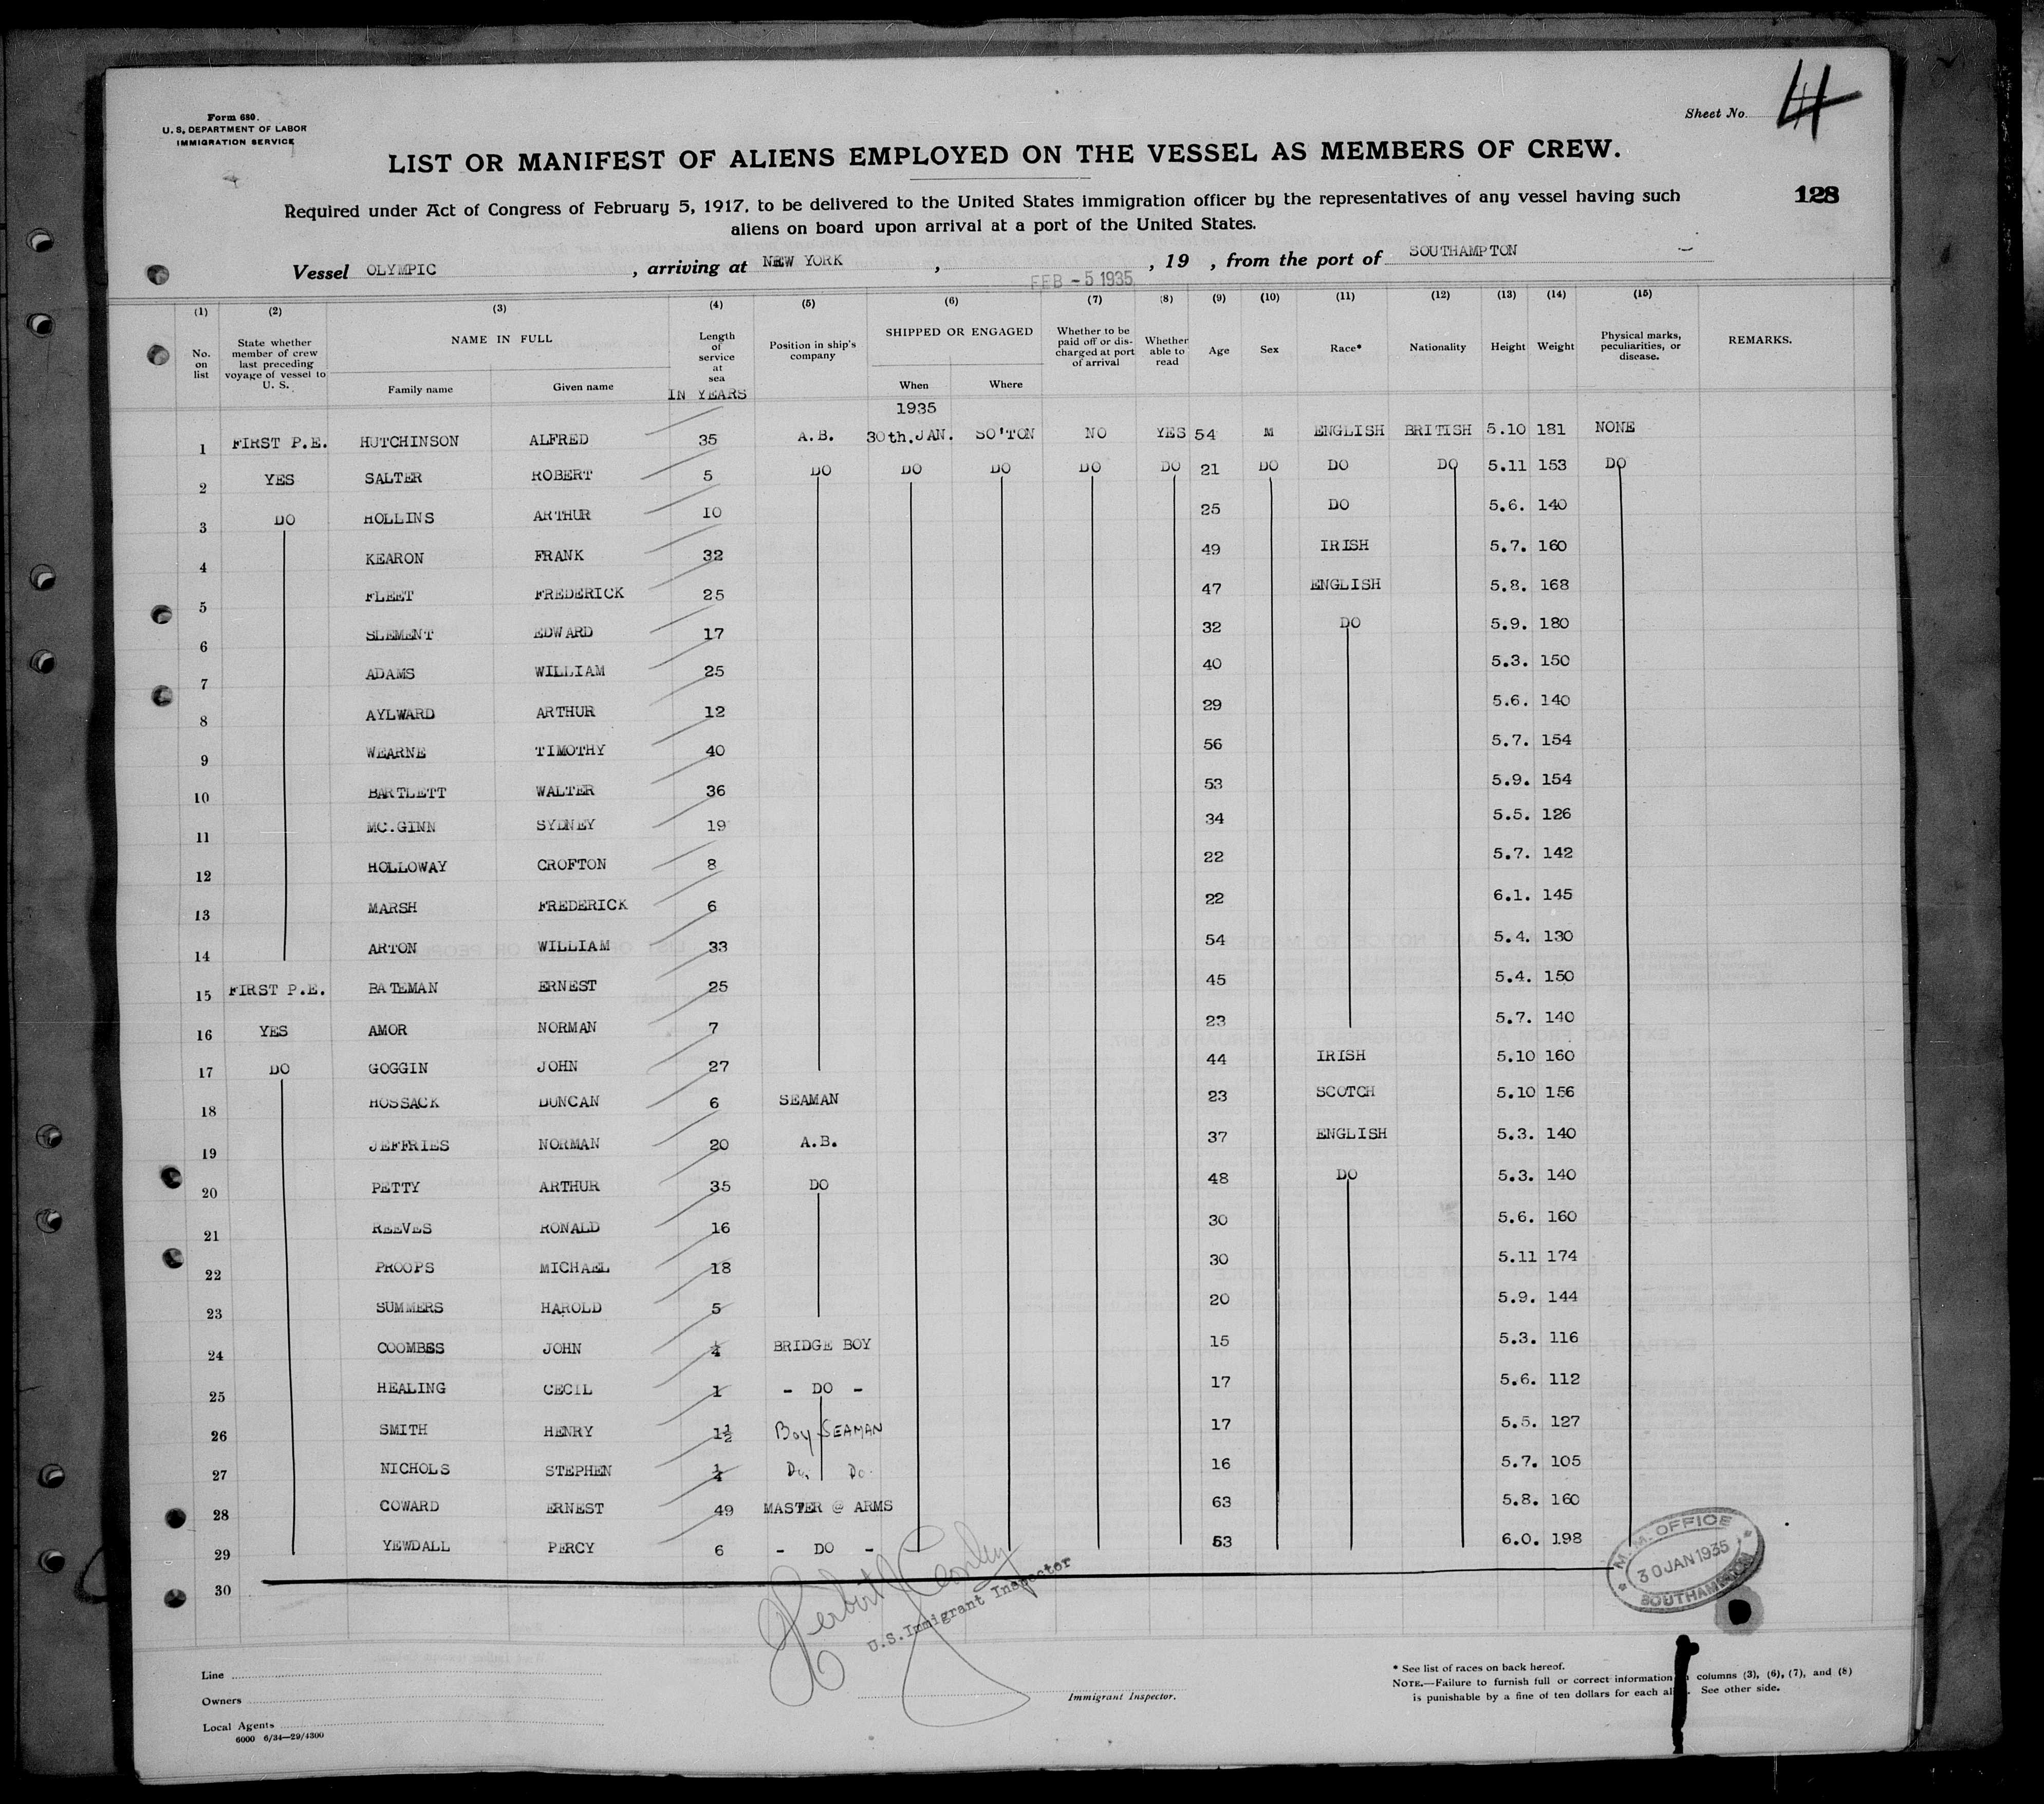 Form 680.
U. S. DEPARTMENT OF LABOR
IMMIGRATION SERVICE
Sheet No.
LIST OR MANIFEST OF ALIENS EMPLOYED ON THE VESSEL AS MEMBERS OF CREW.
128
Required under Act of Congress of February 5, 1917, to be delivered to the United States immigration officer by the representatives of any vessel having such
aliens on board upon arrival at a port of the United States.
Vessel OLYMPIC , arriving at NEW YORK , FEB - 5 1935 , 19 , from the port of SOUTHAMPTON
(1) (2) (3) (4) (5) (6) (7) (8) (9) (10) (11) (12) (13) (14) (15)
No. on list State whether member of crew last preceding voyage of vessel to U. S. NAME IN FULL Family name Given name Length of service at sea IN YEARS Position in ship's company SHIPPED OR ENGAGED When Where Whether to be paid off or discharged at port of arrival Whether able to read Age Sex Race* Nationality Height Weight Physical marks, peculiarities, or disease. REMARKS.
1935
1 FIRST P.E. HUTCHINSON ALFRED 35 A.B. 30th.JAN. SO'TON NO YES 54 M ENGLISH BRITISH 5.10 181 NONE
2 YES SALTER ROBERT 5 DO DO DO DO DO 21 DO DO DO 5.11 153 DO
3 DO HOLLINS ARTHUR 10 25 DO 5.6. 140
4 KEARON FRANK 32 49 IRISH 5.7. 160
5 FLEET FREDERICK 25 47 ENGLISH 5.8. 168
6 SLEMENT EDWARD 17 32 DO 5.9. 180
7 ADAMS WILLIAM 25 40 5.3. 150
8 AYLWARD ARTHUR 12 29 5.6. 140
9 WEARNE TIMOTHY 40 56 5.7. 154
10 BARTLETT WALTER 36 53 5.9. 154
11 MC.GINN SYDNEY 19 34 5.5. 126
12 HOLLOWAY CROFTON 8 22 5.7. 142
13 MARSH FREDERICK 6 22 6.1. 145
14 ARTON WILLIAM 33 54 5.4. 130
15 FIRST P.E. BATEMAN ERNEST 25 45 5.4. 150
16 YES AMOR NORMAN 7 23 5.7. 140
17 DO GOGGIN JOHN 27 44 IRISH 5.10 160
18 HOSSACK DUNCAN 6 SEAMAN 23 SCOTCH 5.10 156
19 JEFFRIES NORMAN 20 A.B. 37 ENGLISH 5.3. 140
20 PETTY ARTHUR 35 DO 48 DO 5.3. 140
21 REEVES RONALD 16 30 5.6. 160
22 PROOPS MICHAEL 18 30 5.11 174
23 SUMMERS HAROLD 5 20 5.9. 144
24 COOMBES JOHN ¼ BRIDGE BOY 15 5.3. 116
25 HEALING CECIL 1 - DO - 17 5.6. 112
26 SMITH HENRY 1½ Boy SEAMAN 17 5.5. 127
27 NICHOLS STEPHEN ¼ Do. Do. 16 5.7. 105
28 COWARD ERNEST 49 MASTER @ ARMS 63 5.8. 160
29 YEWDALL PERCY 6 - DO - 53 6.0. 198
30
M. M. OFFICE
30 JAN 1935
SOUTHAMPTON
U.S. Immigrant Inspector
Line
Owners
Local Agents
6000 6/34—29/4300
Immigrant Inspector.
* See list of races on back hereof.
NOTE.—Failure to furnish full or correct information columns (3), (6), (7), and (8)
is punishable by a fine of ten dollars for each See other side.